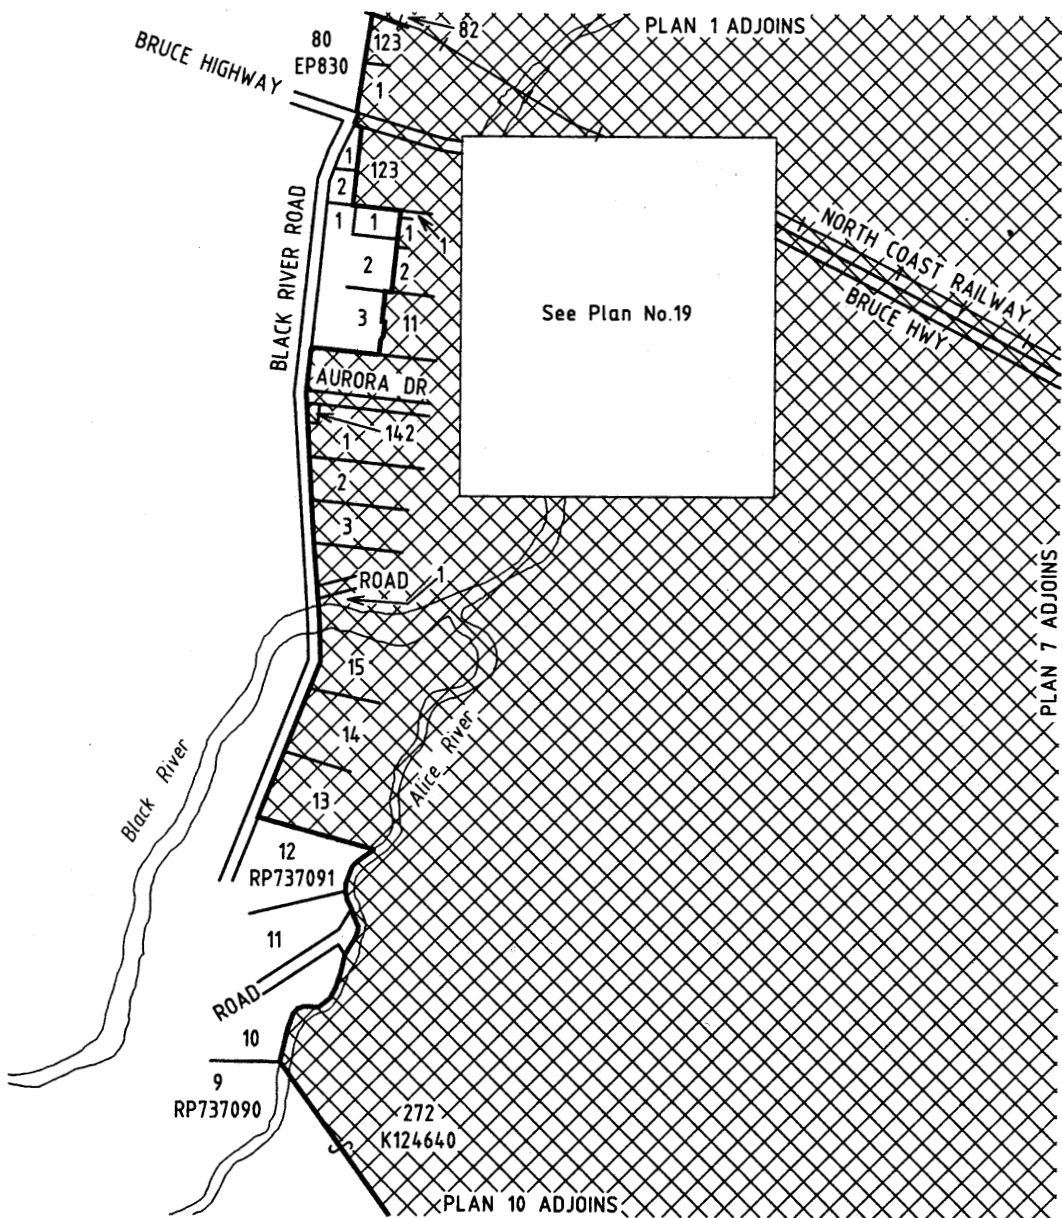 PLAN 1 ADJOINS
82
80
EP830
123
BRUCE HIGHWAY
1
1
123
2
1
1
1
1
BLACK RIVER ROAD
2
2
3
11
NORTH COAST RAILWAY
BRUCE HWY
See Plan No.19
AURORA DR
142
1
2
3
ROAD
1
PLAN 7 ADJOINS
15
14
13
Black River
Alice River
12
RP737091
11
ROAD
10
9
RP737090
272
K124640
PLAN 10 ADJOINS